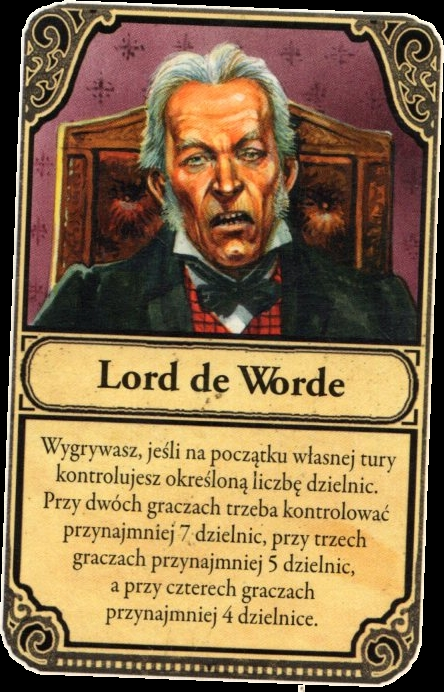 Lord de Worde
Wygrywasz, jeśli na początku własnej tury
kontrolujesz określoną liczbę dzielnic.
Przy dwóch graczach trzeba kontrolować
przynajmniej 7 dzielnic, przy trzech
graczach przynajmniej 5 dzielnic,
a przy czterech graczach
przynajmniej 4 dzielnice.